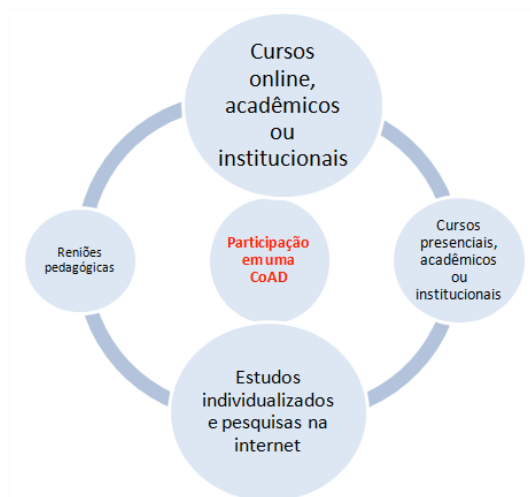 Cursos
online,
acadêmicos
ou
institucionais
Reniões
pedagógicas
Participação
em uma
CoAD
Cursos
presenciais,
acadêmicos
ou
institucionais
Estudos
individualizados
e pesquisas na
internet